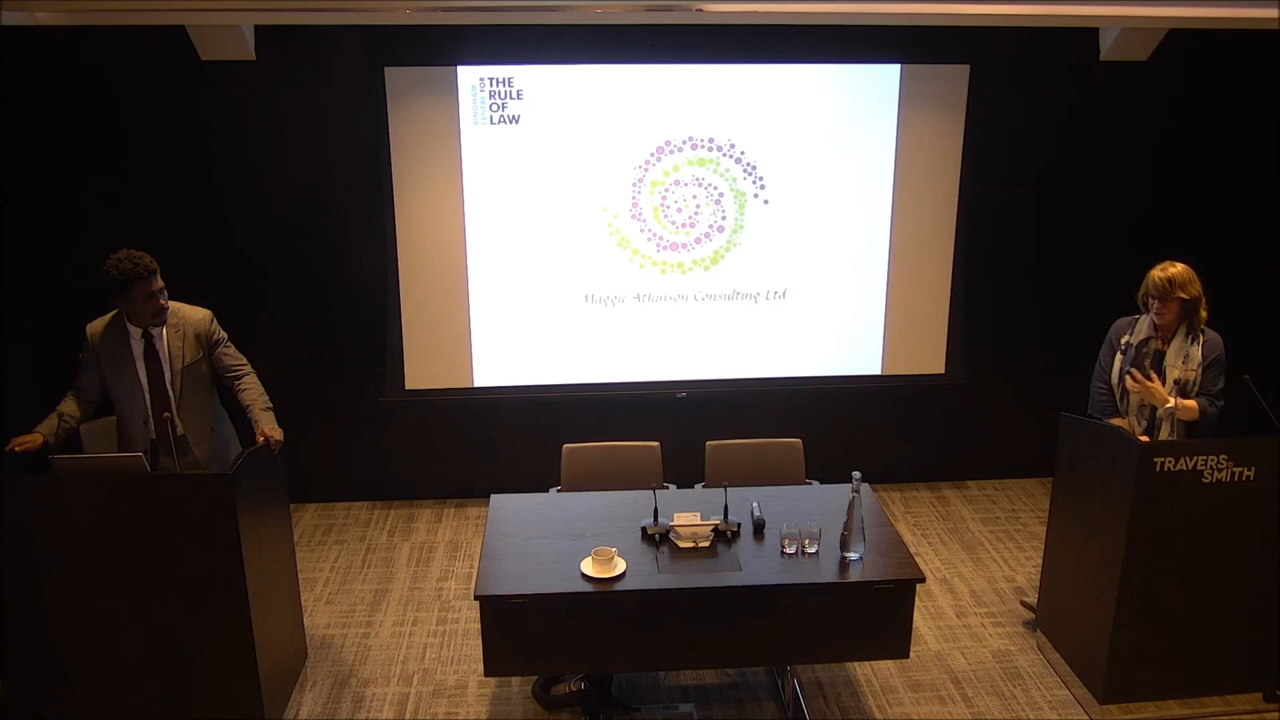 BINGHAM
CENTRE FOR
THE
RULE
OF
LAW
Maggie Atkinson Consulting Ltd
TRAVERS
SMITH